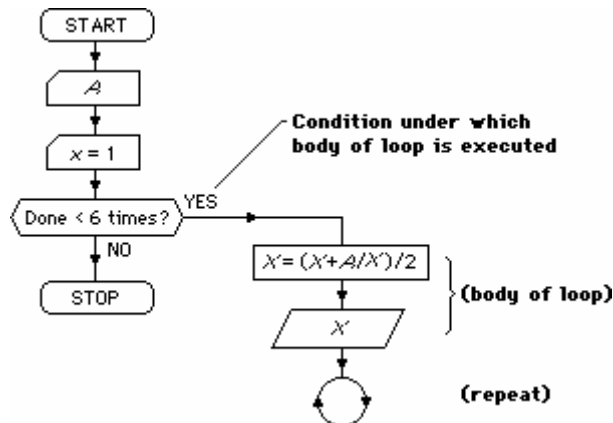 START
A
x = 1
Condition under which
body of loop is executed
Done < 6 times?
YES
NO
STOP
X = (X+A/X)/2
X
(body of loop)
(repeat)